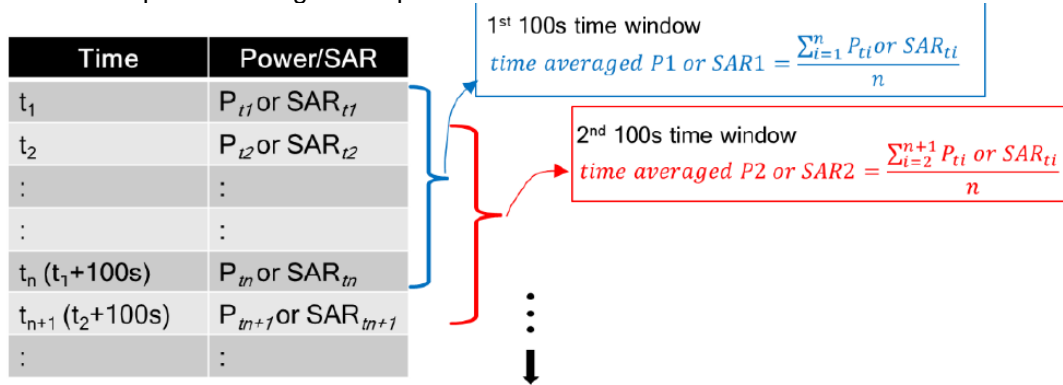 1st 100s time window
time averaged P1 or SAR1 = ∑ⁿᵢ₌₁ Pₜᵢ or SARₜᵢ / n
2nd 100s time window
time averaged P2 or SAR2 = ∑ⁿ⁺¹ᵢ₌₂ Pₜᵢ or SARₜᵢ / n
Time Power/SAR
t₁ Pₜ₁ or SARₜ₁
t₂ Pₜ₂ or SARₜ₂
: :
: :
tₙ (t₁+100s) Pₜₙ or SARₜₙ
tₙ₊₁ (t₂+100s) Pₜₙ₊₁ or SARₜₙ₊₁
: :